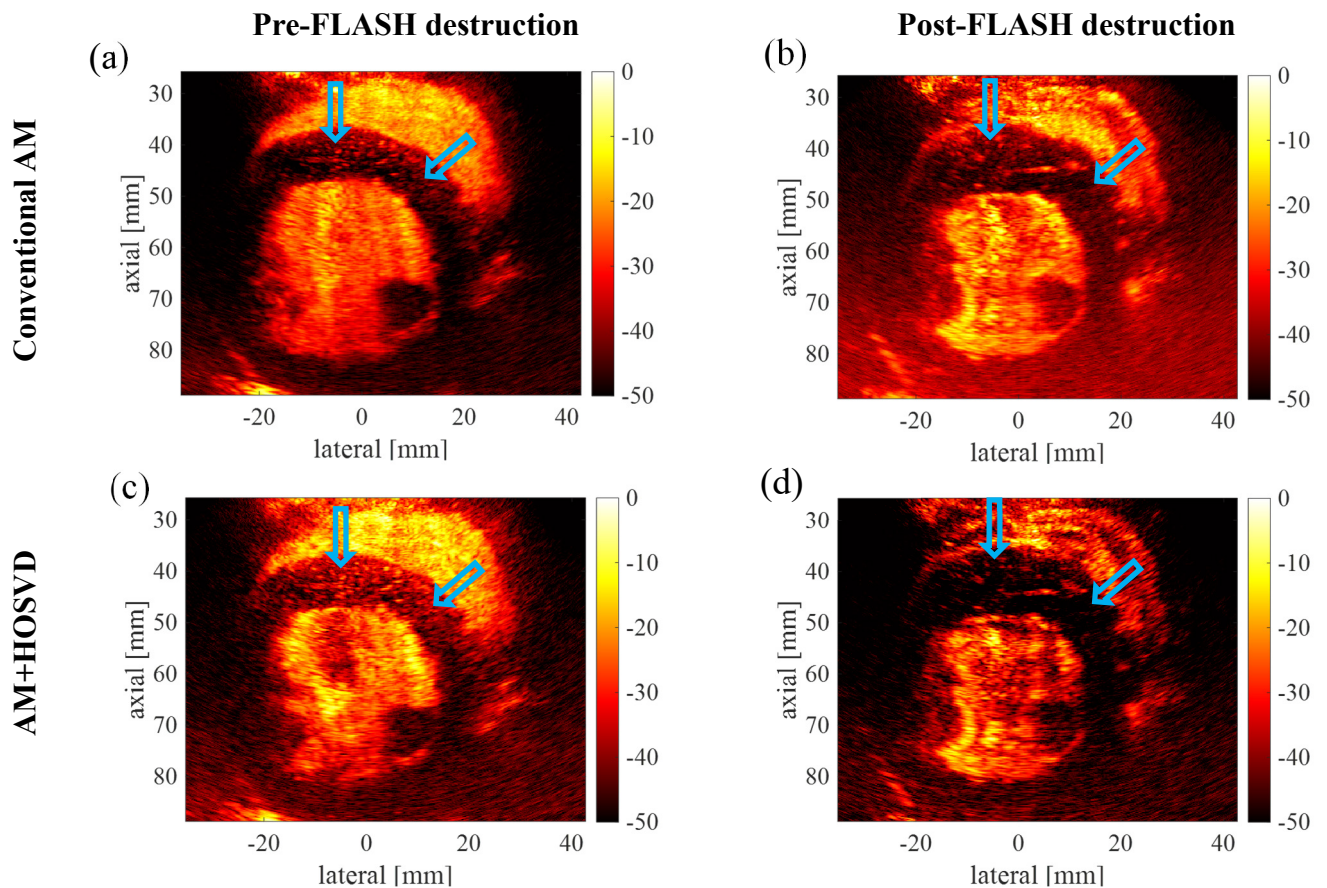 Pre-FLASH destruction
Post-FLASH destruction
Conventional AM
AM+HOSVD
(a)
30
40
50
60
70
80
axial [mm]
-20 0 20 40
lateral [mm]
0
-10
-20
-30
-40
-50
(b)
30
40
50
60
70
80
axial [mm]
-20 0 20 40
lateral [mm]
0
-10
-20
-30
-40
-50
(c)
30
40
50
60
70
80
axial [mm]
-20 0 20 40
lateral [mm]
0
-10
-20
-30
-40
-50
(d)
30
40
50
60
70
80
axial [mm]
-20 0 20 40
lateral [mm]
0
-10
-20
-30
-40
-50